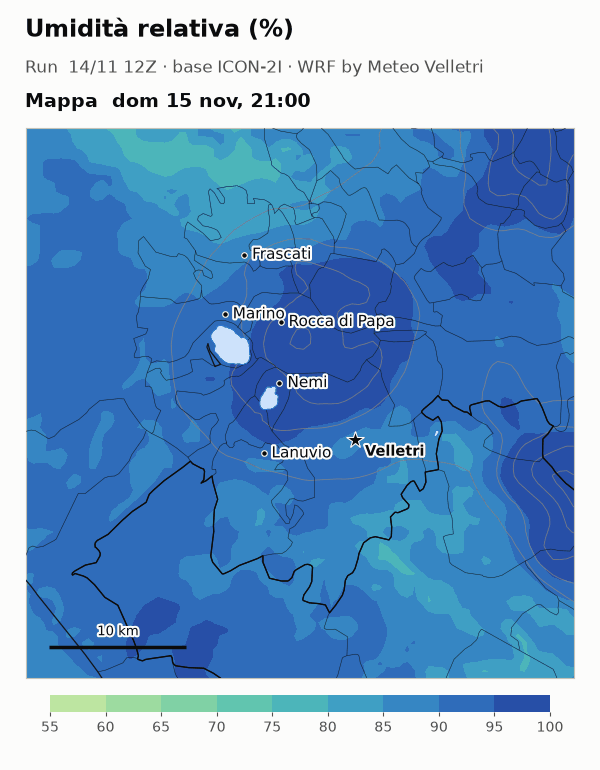 Umidità relativa (%)
Run  14/11 12Z · base ICON-2I · WRF by Meteo Velletri
Mappa  dom 15 nov, 21:00
Frascati
Marino
Rocca di Papa
Nemi
Velletri
Lanuvio
10 km
55 60 65 70 75 80 85 90 95 100